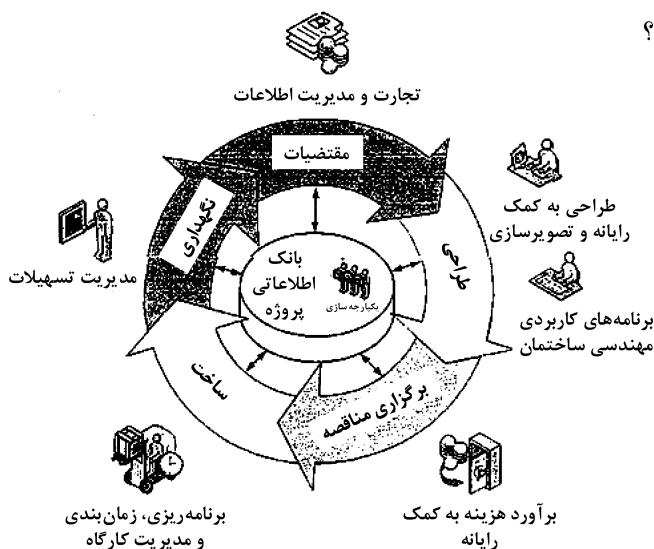 ؟
تجارت و مدیریت اطلاعات
مقتضیات
طراحی به کمک
رایانه و تصویرسازی
طراحی
برنامه‌های کاربردی
مهندسی ساختمان
نگهداری
مدیریت تسهیلات
بانک
اطلاعاتی
پروژه
یکپارچه سازی
ساخت
برگزاری مناقصه
برنامه‌ریزی، زمان‌بندی
و مدیریت کارگاه
برآورد هزینه به کمک
رایانه